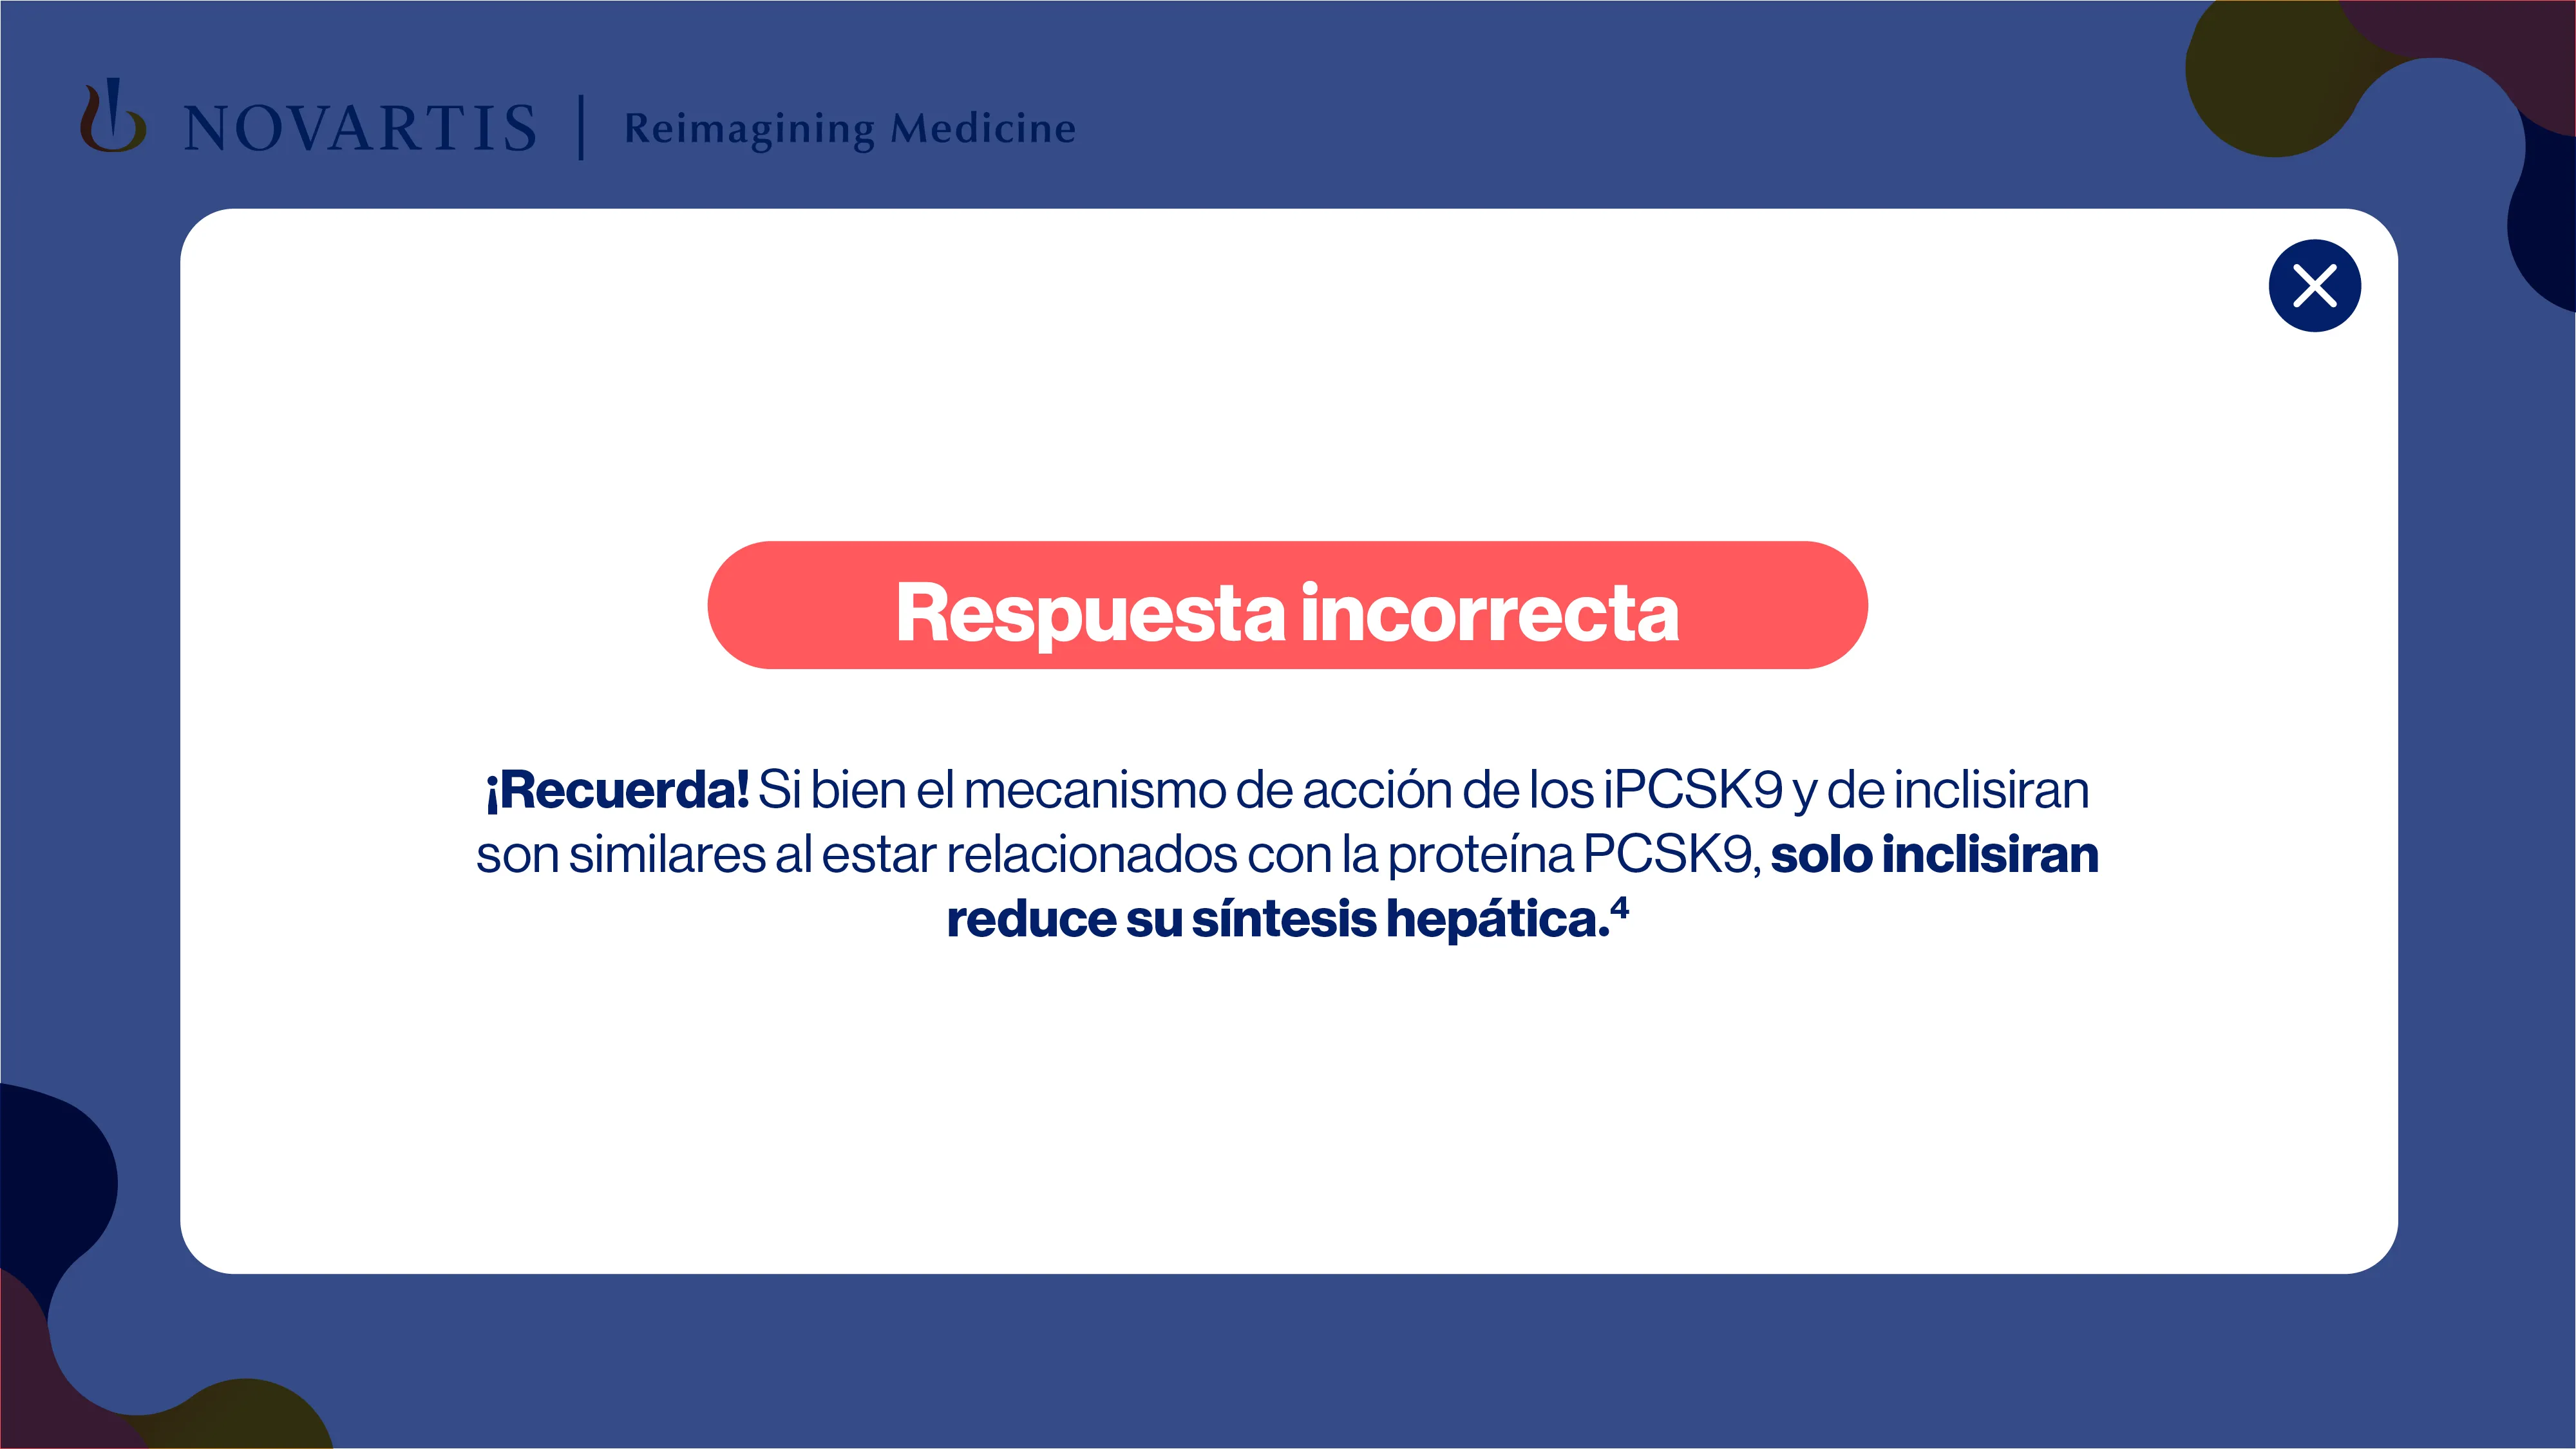 NOVARTIS | Reimagining Medicine
Respuesta incorrecta
¡Recuerda! Si bien el mecanismo de acción de los iPCSK9 y de inclisiran
son similares al estar relacionados con la proteína PCSK9, solo inclisiran
reduce su síntesis hepática.⁴